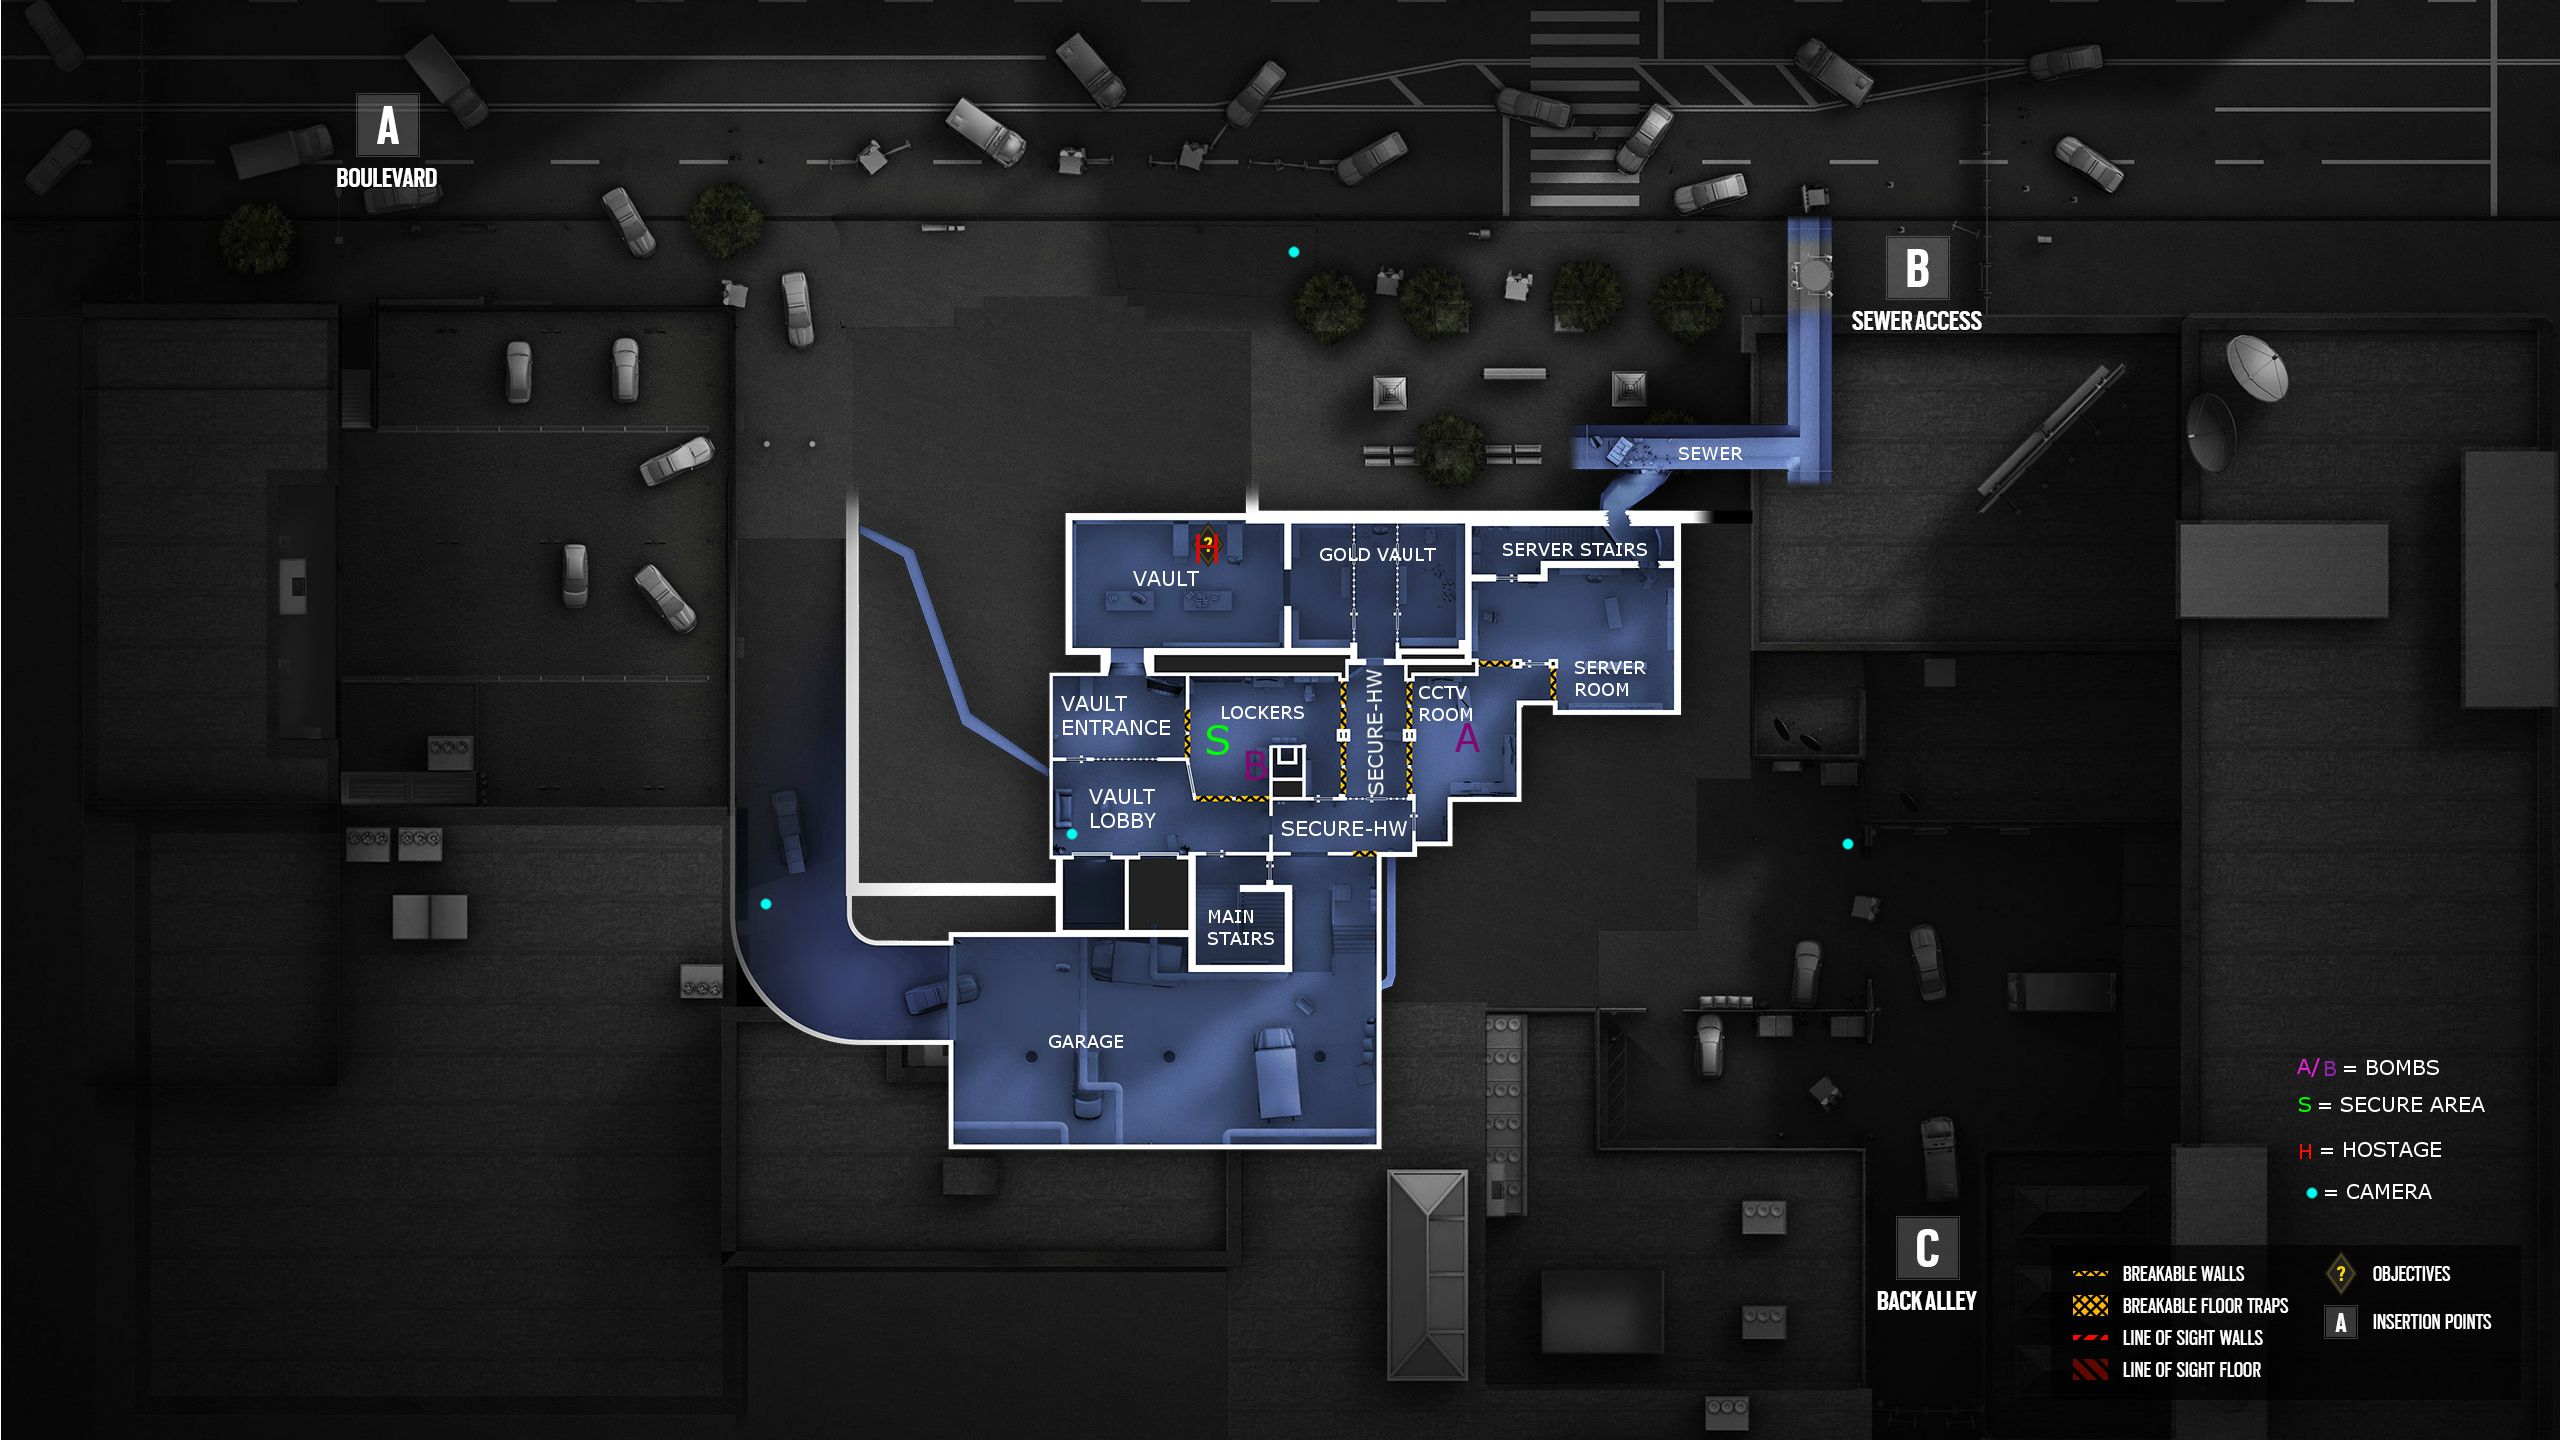 A
BOULEVARD
B
SEWER ACCESS
SEWER
H
?
VAULT
GOLD VAULT
SERVER STAIRS
SERVER
ROOM
VAULT
ENTRANCE
LOCKERS
S
B
SECURE-HW
CCTV
ROOM
A
VAULT
LOBBY
SECURE-HW
MAIN
STAIRS
GARAGE
A/B = BOMBS
S = SECURE AREA
H = HOSTAGE
= CAMERA
C
BACK ALLEY
BREAKABLE WALLS
BREAKABLE FLOOR TRAPS
LINE OF SIGHT WALLS
LINE OF SIGHT FLOOR
? OBJECTIVES
A INSERTION POINTS